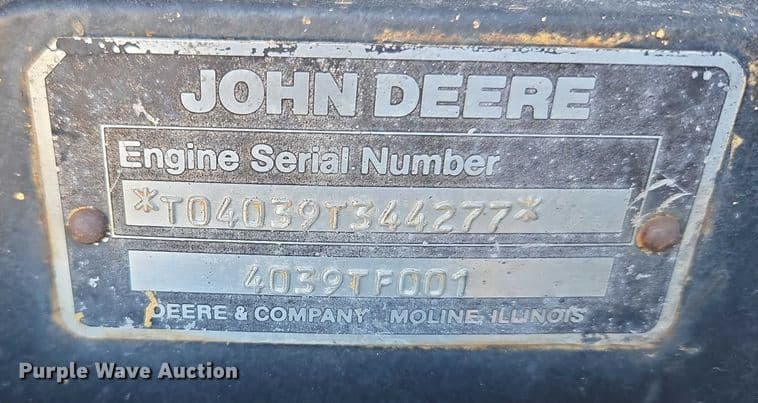 JOHN DEERE
Engine Serial Number
*T04039T344277*
4039TF001
DEERE & COMPANY MOLINE, ILLINOIS
Purple Wave Auction